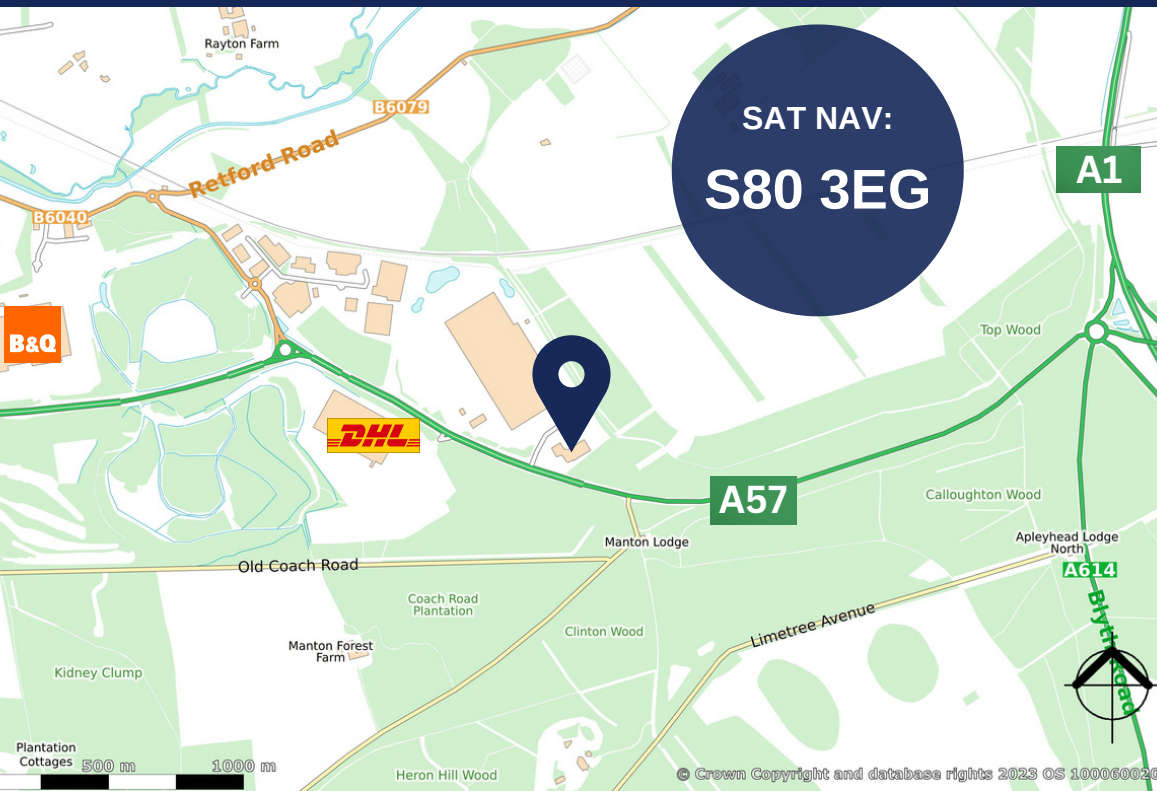 Rayton Farm
B6079
SAT NAV:
S80 3EG
Retford Road
A1
B6040
B&Q
Top Wood
DHL
A57
Calloughton Wood
Manton Lodge
Apleyhead Lodge
North
A614
Old Coach Road
Blyth Road
Coach Road
Plantation
Limetree Avenue
Clinton Wood
Manton Forest
Farm
Kidney Clump
Plantation
Cottages
500 m
1000 m
Heron Hill Wood
© Crown Copyright and database rights 2023 OS